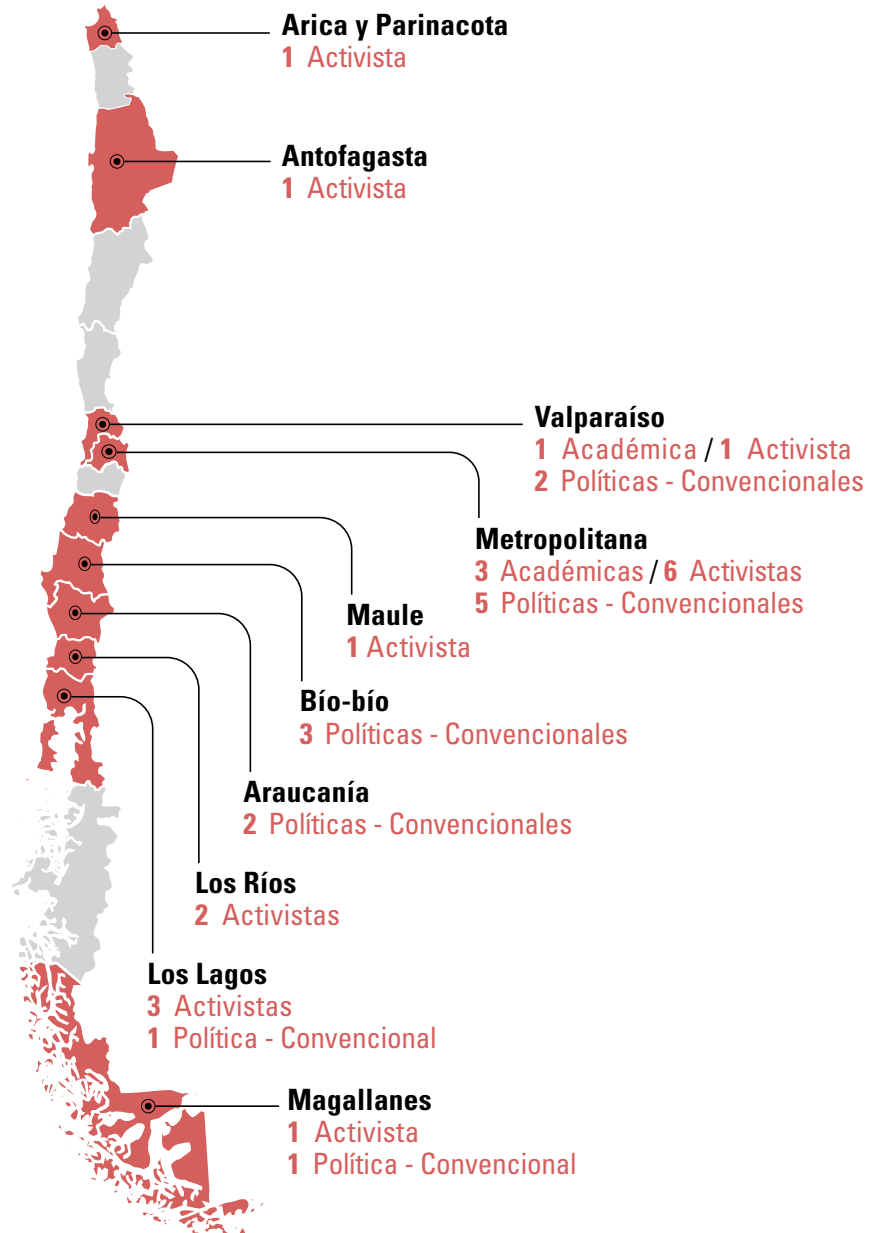 Arica y Parinacota
1 Activista
Antofagasta
1 Activista
Valparaíso
1 Académica / 1 Activista
2 Políticas - Convencionales
Metropolitana
3 Académicas / 6 Activistas
5 Políticas - Convencionales
Maule
1 Activista
Bío-bío
3 Políticas - Convencionales
Araucanía
2 Políticas - Convencionales
Los Ríos
2 Activistas
Los Lagos
3 Activistas
1 Política - Convencional
Magallanes
1 Activista
1 Política - Convencional